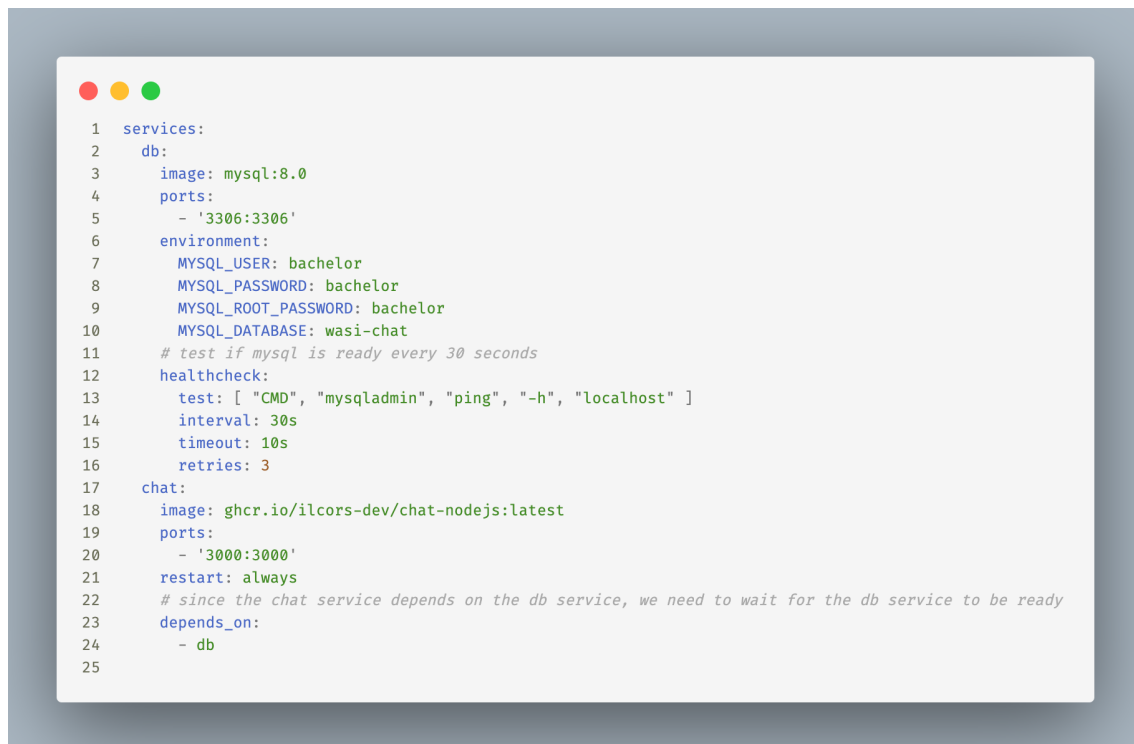 1 services:
2   db:
3     image: mysql:8.0
4     ports:
5       - '3306:3306'
6     environment:
7       MYSQL_USER: bachelor
8       MYSQL_PASSWORD: bachelor
9       MYSQL_ROOT_PASSWORD: bachelor
10       MYSQL_DATABASE: wasi-chat
11     # test if mysql is ready every 30 seconds
12     healthcheck:
13       test: [ "CMD", "mysqladmin", "ping", "-h", "localhost" ]
14       interval: 30s
15       timeout: 10s
16       retries: 3
17   chat:
18     image: ghcr.io/ilcors-dev/chat-nodejs:latest
19     ports:
20       - '3000:3000'
21     restart: always
22     # since the chat service depends on the db service, we need to wait for the db service to be ready
23     depends_on:
24       - db
25